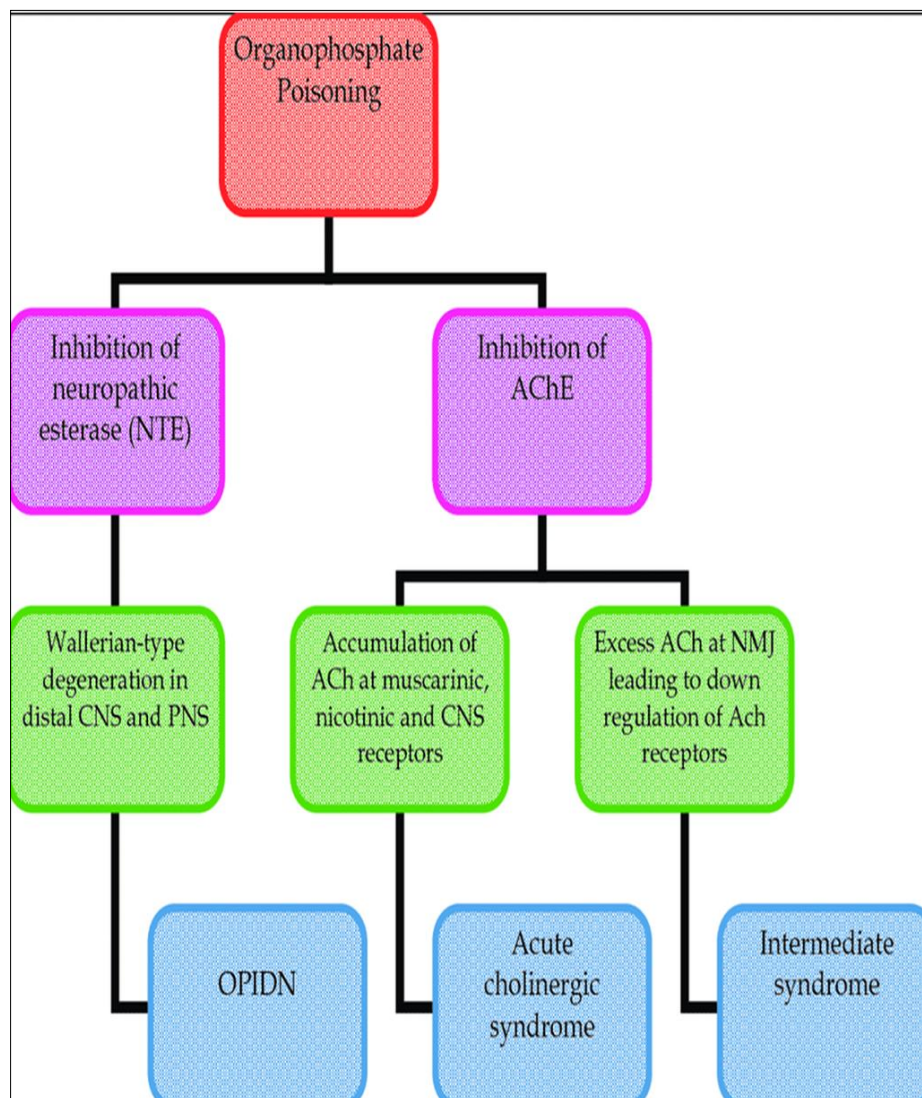 Organophosphate
Poisoning
Inhibition of
neuropathic
esterase (NTE)
Inhibition of
AChE
Wallerian-type
degeneration in
distal CNS and PNS
Accumulation of
ACh at muscarinic,
nicotinic and CNS
receptors
Excess ACh at NMJ
leading to down
regulation of Ach
receptors
OPIDN
Acute
cholinergic
syndrome
Intermediate
syndrome